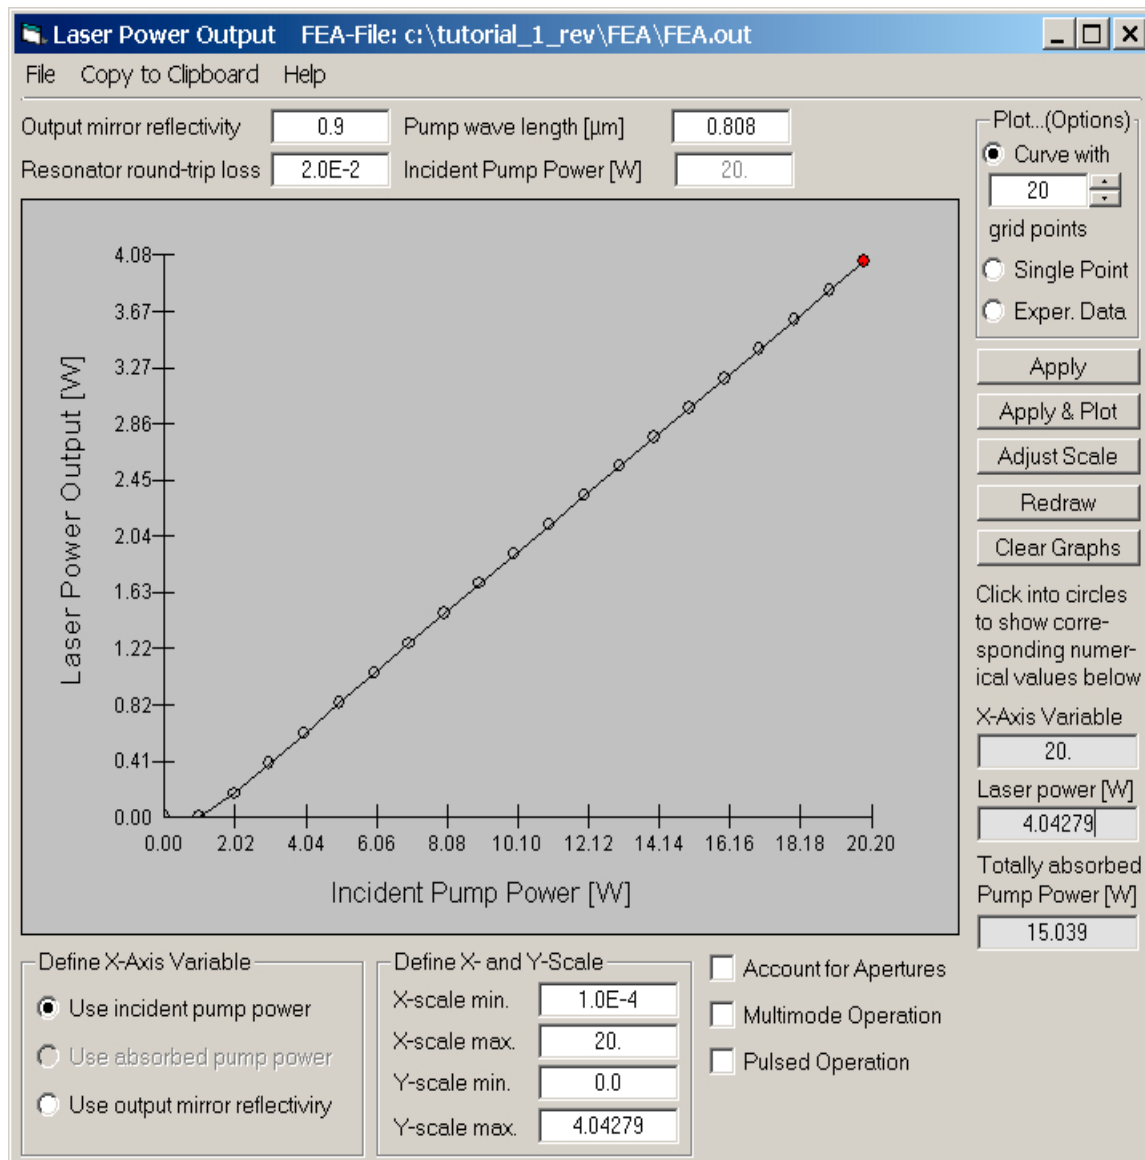 Laser Power Output FEA-File: c:\tutorial_1_rev\FEA\FEA.out
File Copy to Clipboard Help
Output mirror reflectivity 0.9 Pump wave length [µm] 0.808
Resonator round-trip loss 2.0E-2 Incident Pump Power [W] 20.
Plot...(Options)
Curve with
20
grid points
Single Point
Exper. Data
Apply
Apply & Plot
Adjust Scale
Redraw
Clear Graphs
Click into circles
to show corre-
sponding numer-
ical values below
X-Axis Variable
20.
Laser power [W]
4.04279
Totally absorbed
Pump Power [W]
15.039
Laser Power Output [W]
4.08
3.67
3.27
2.86
2.45
2.04
1.63
1.22
0.82
0.41
0.00
0.00 2.02 4.04 6.06 8.08 10.10 12.12 14.14 16.16 18.18 20.20
Incident Pump Power [W]
Define X-Axis Variable
Use incident pump power
Use absorbed pump power
Use output mirror reflectiviry
Define X- and Y-Scale
X-scale min. 1.0E-4
X-scale max. 20.
Y-scale min. 0.0
Y-scale max. 4.04279
Account for Apertures
Multimode Operation
Pulsed Operation